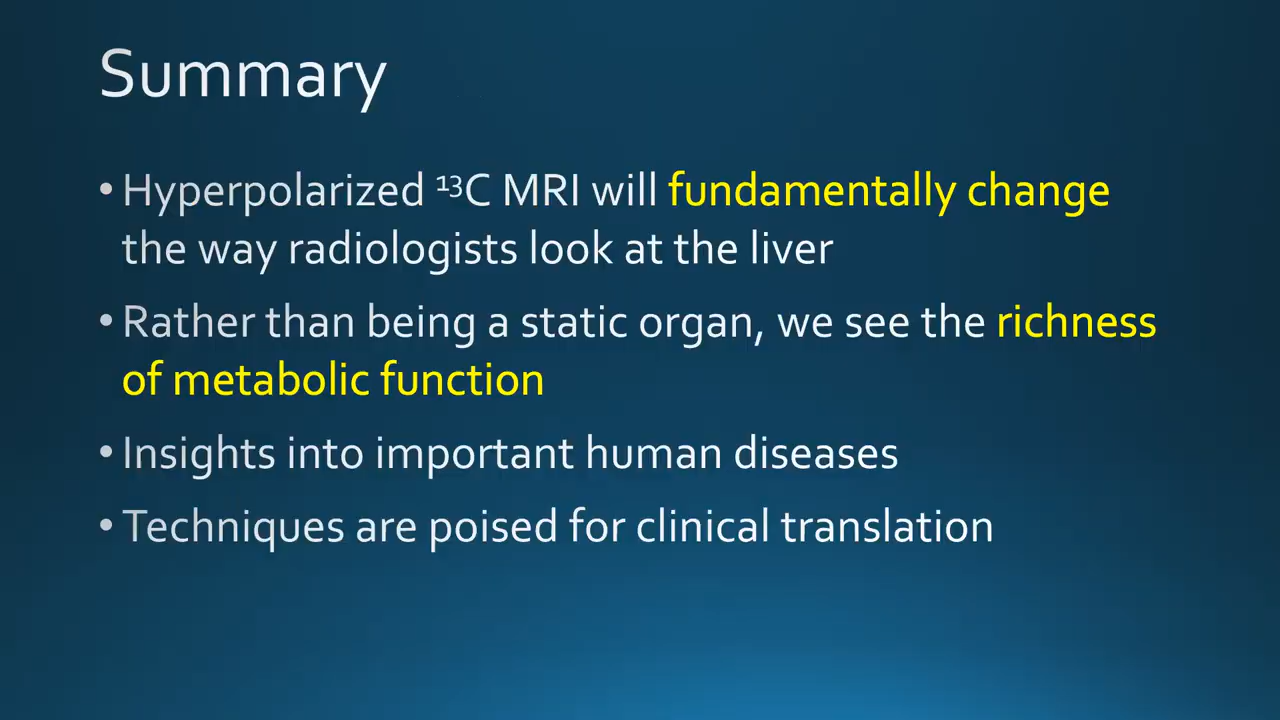 Summary
• Hyperpolarized ¹³C MRI will fundamentally change
the way radiologists look at the liver
• Rather than being a static organ, we see the richness
of metabolic function
• Insights into important human diseases
• Techniques are poised for clinical translation